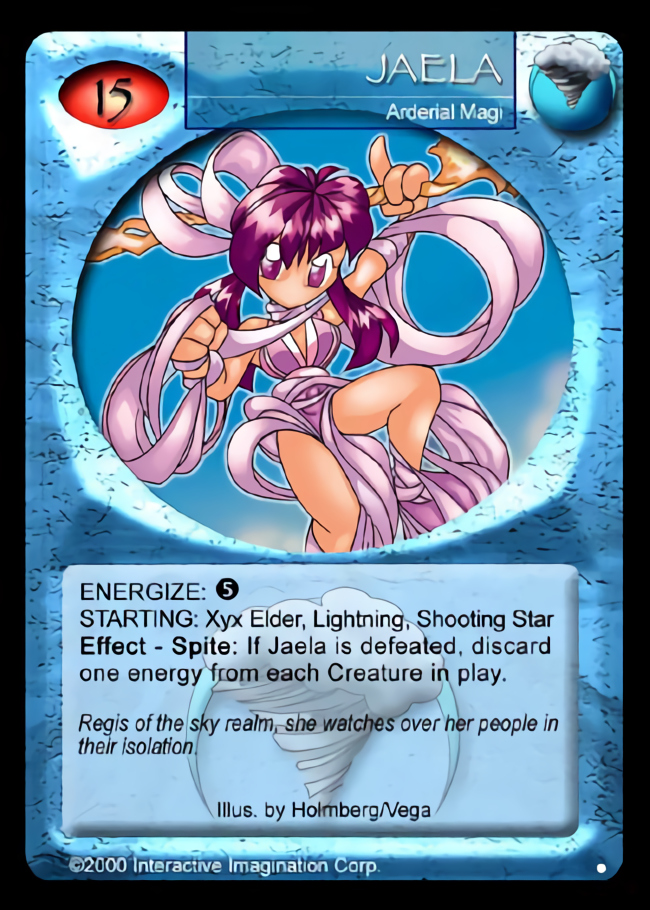 15
JAELA
Arderial Magi
ENERGIZE: 5
STARTING: Xyx Elder, Lightning, Shooting Star
Effect - Spite: If Jaela is defeated, discard
one energy from each Creature in play.
Regis of the sky realm, she watches over her people in
their isolation.
Illus. by Holmberg/Vega
©2000 Interactive Imagination Corp.